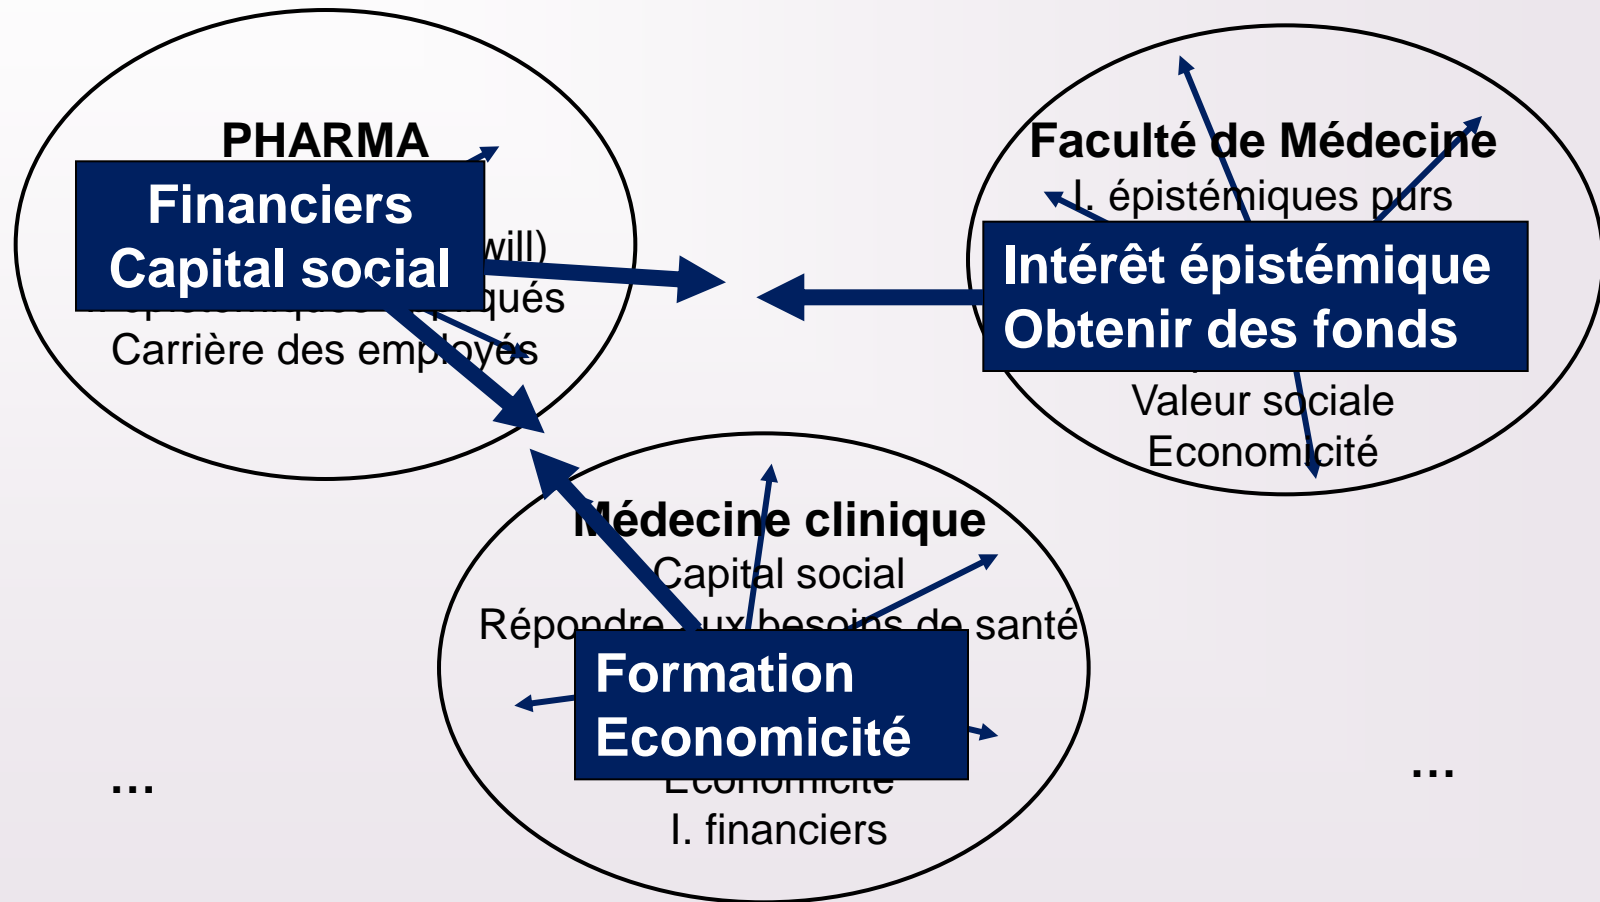 PHARMA
Financiers
Capital social
will)
qués
Carrière des employés
Faculté de Médecine
I. épistémiques purs
Intérêt épistémique
Obtenir des fonds
Valeur sociale
Economicité
Médecine clinique
Capital social
Répondre aux besoins de santé
Formation
Economicité
Economicité
I. financiers
...
...